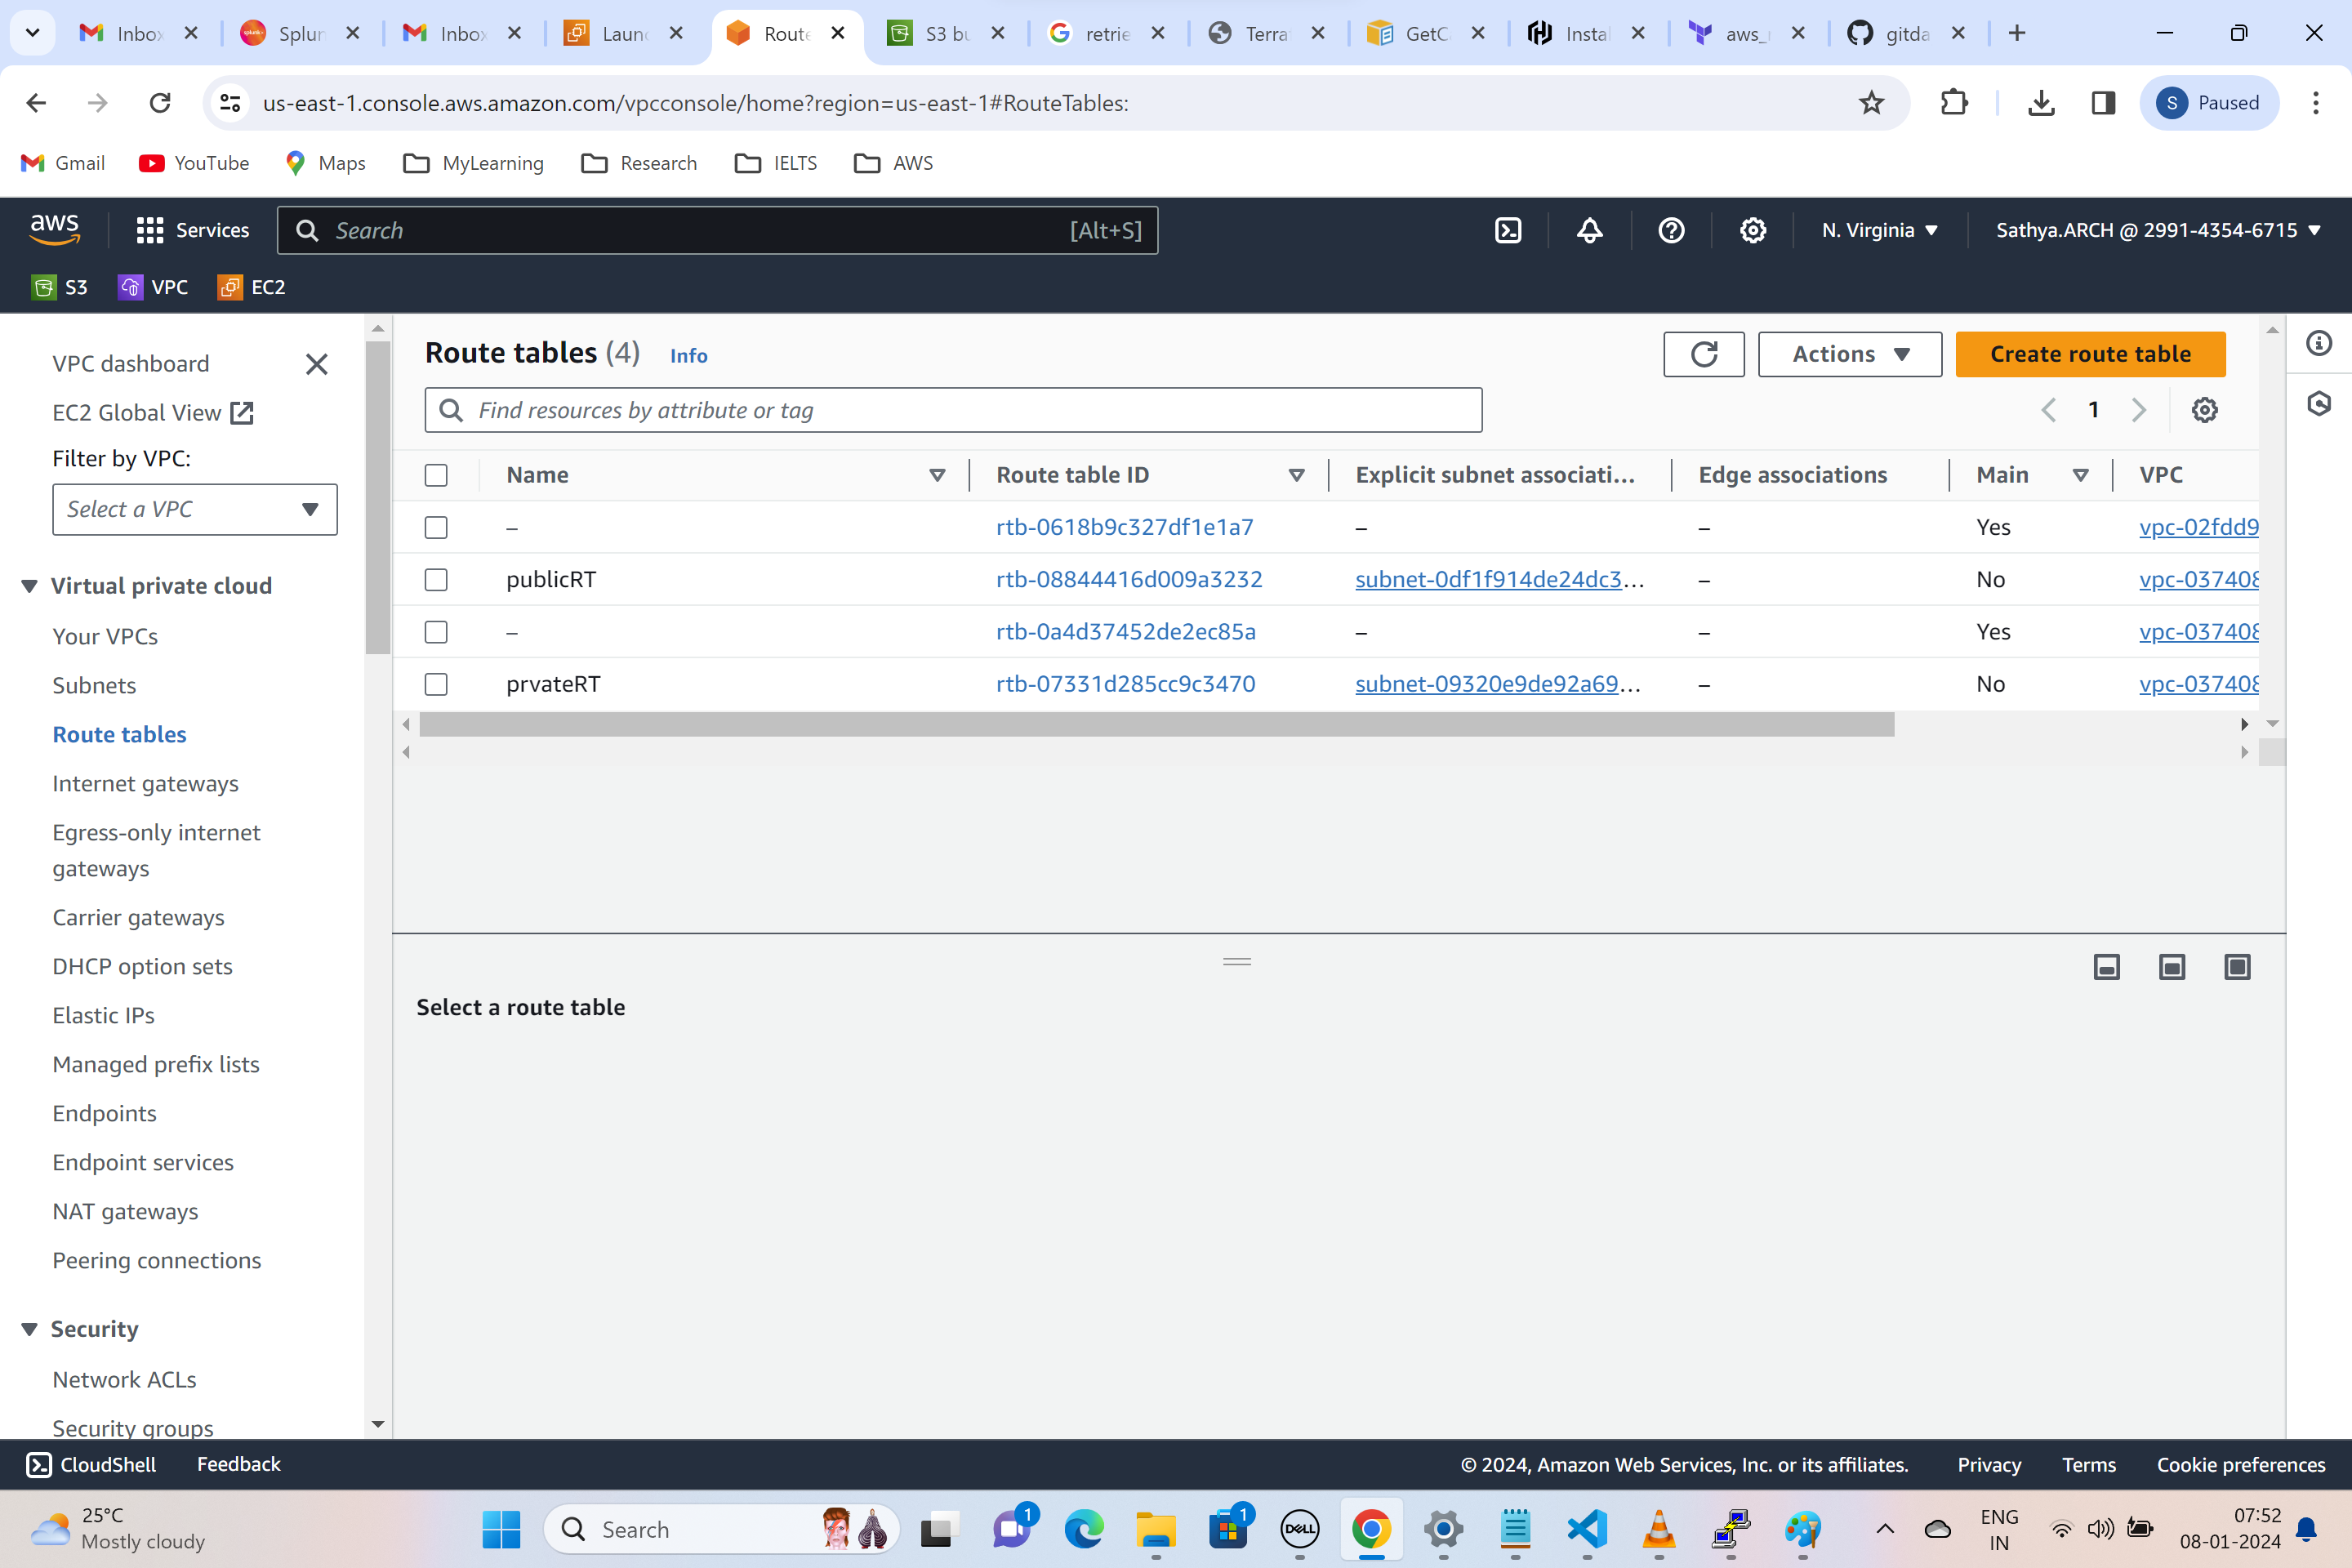 Inbox
Splun
Inbox
Laun
Route
S3 bu
retrie
Terra
GetC
Instal
aws_
gitda
us-east-1.console.aws.amazon.com/vpcconsole/home?region=us-east-1#RouteTables:
S Paused
Gmail
YouTube
Maps
MyLearning
Research
IELTS
AWS
aws
Services
Search
[Alt+S]
N. Virginia
Sathya.ARCH @ 2991-4354-6715
S3
VPC
EC2
VPC dashboard
EC2 Global View
Filter by VPC:
Select a VPC
Virtual private cloud
Your VPCs
Subnets
Route tables
Internet gateways
Egress-only internet
gateways
Carrier gateways
DHCP option sets
Elastic IPs
Managed prefix lists
Endpoints
Endpoint services
NAT gateways
Peering connections
Security
Network ACLs
Security groups
Route tables (4) Info
Actions
Create route table
Find resources by attribute or tag
1
Name Route table ID Explicit subnet associati... Edge associations Main VPC
– rtb-0618b9c327df1e1a7 – – Yes vpc-02fdd9
publicRT rtb-08844416d009a3232 subnet-0df1f914de24dc3... – No vpc-037408
– rtb-0a4d37452de2ec85a – – Yes vpc-037408
prvateRT rtb-07331d285cc9c3470 subnet-09320e9de92a69... – No vpc-037408
Select a route table
CloudShell
Feedback
© 2024, Amazon Web Services, Inc. or its affiliates.
Privacy
Terms
Cookie preferences
25°C
Mostly cloudy
Search
1
1
DELL
ENG
IN
07:52
08-01-2024